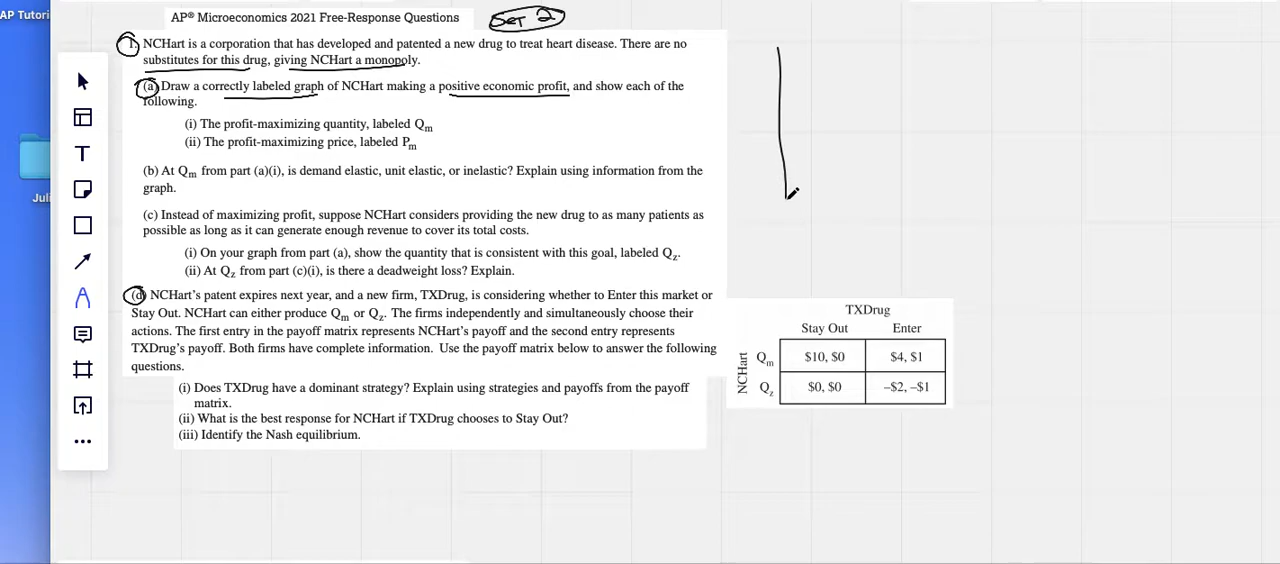 AP Tutori
AP® Microeconomics 2021 Free-Response Questions
SET 2
1. NCHart is a corporation that has developed and patented a new drug to treat heart disease. There are no
substitutes for this drug, giving NCHart a monopoly.
(a) Draw a correctly labeled graph of NCHart making a positive economic profit, and show each of the
following.
(i) The profit-maximizing quantity, labeled Qm
(ii) The profit-maximizing price, labeled Pm
(b) At Qm from part (a)(i), is demand elastic, unit elastic, or inelastic? Explain using information from the
graph.
(c) Instead of maximizing profit, suppose NCHart considers providing the new drug to as many patients as
possible as long as it can generate enough revenue to cover its total costs.
(i) On your graph from part (a), show the quantity that is consistent with this goal, labeled Qz.
(ii) At Qz from part (c)(i), is there a deadweight loss? Explain.
(d) NCHart's patent expires next year, and a new firm, TXDrug, is considering whether to Enter this market or
Stay Out. NCHart can either produce Qm or Qz. The firms independently and simultaneously choose their
actions. The first entry in the payoff matrix represents NCHart's payoff and the second entry represents
TXDrug's payoff. Both firms have complete information. Use the payoff matrix below to answer the following
questions.
(i) Does TXDrug have a dominant strategy? Explain using strategies and payoffs from the payoff
matrix.
(ii) What is the best response for NCHart if TXDrug chooses to Stay Out?
(iii) Identify the Nash equilibrium.
TXDrug
Stay Out Enter
NCHart
Qm $10, $0 $4, $1
Qz $0, $0 –$2, –$1
Juli
T